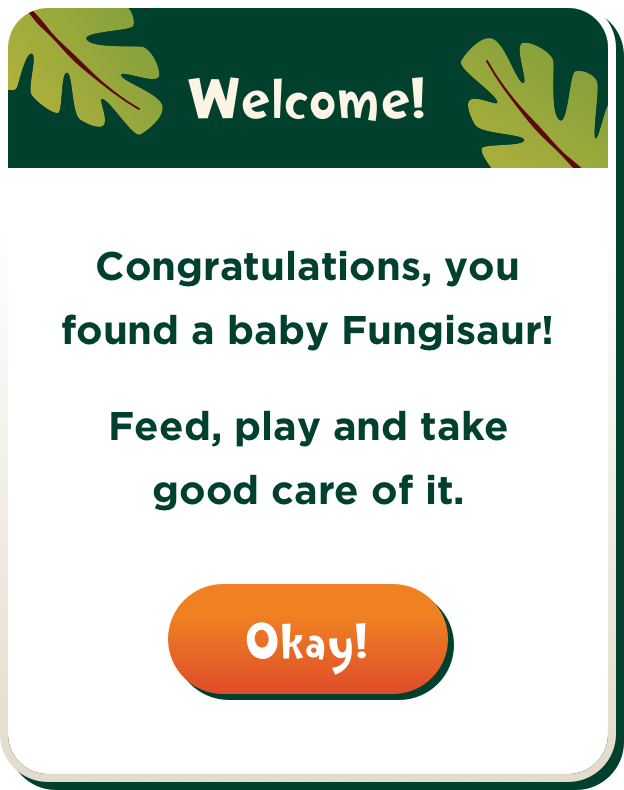 Welcome!
Congratulations, you
found a baby Fungisaur!
Feed, play and take
good care of it.
Okay!